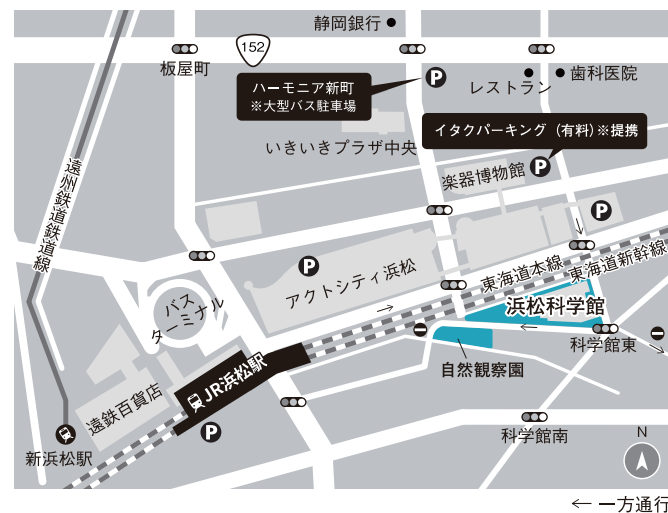 静岡銀行
152
板屋町
ハーモニア新町
※大型バス駐車場
P
レストラン
歯科医院
イタクパーキング（有料）※提携
いきいきプラザ中央
楽器博物館
P
遠州鉄道鉄道線
P
P
アクトシティ浜松
東海道本線
東海道新幹線
バス
ターミナル
浜松科学館
科学館東
自然観察園
JR浜松駅
遠鉄百貨店
P
新浜松駅
科学館南
N
← 一方通行